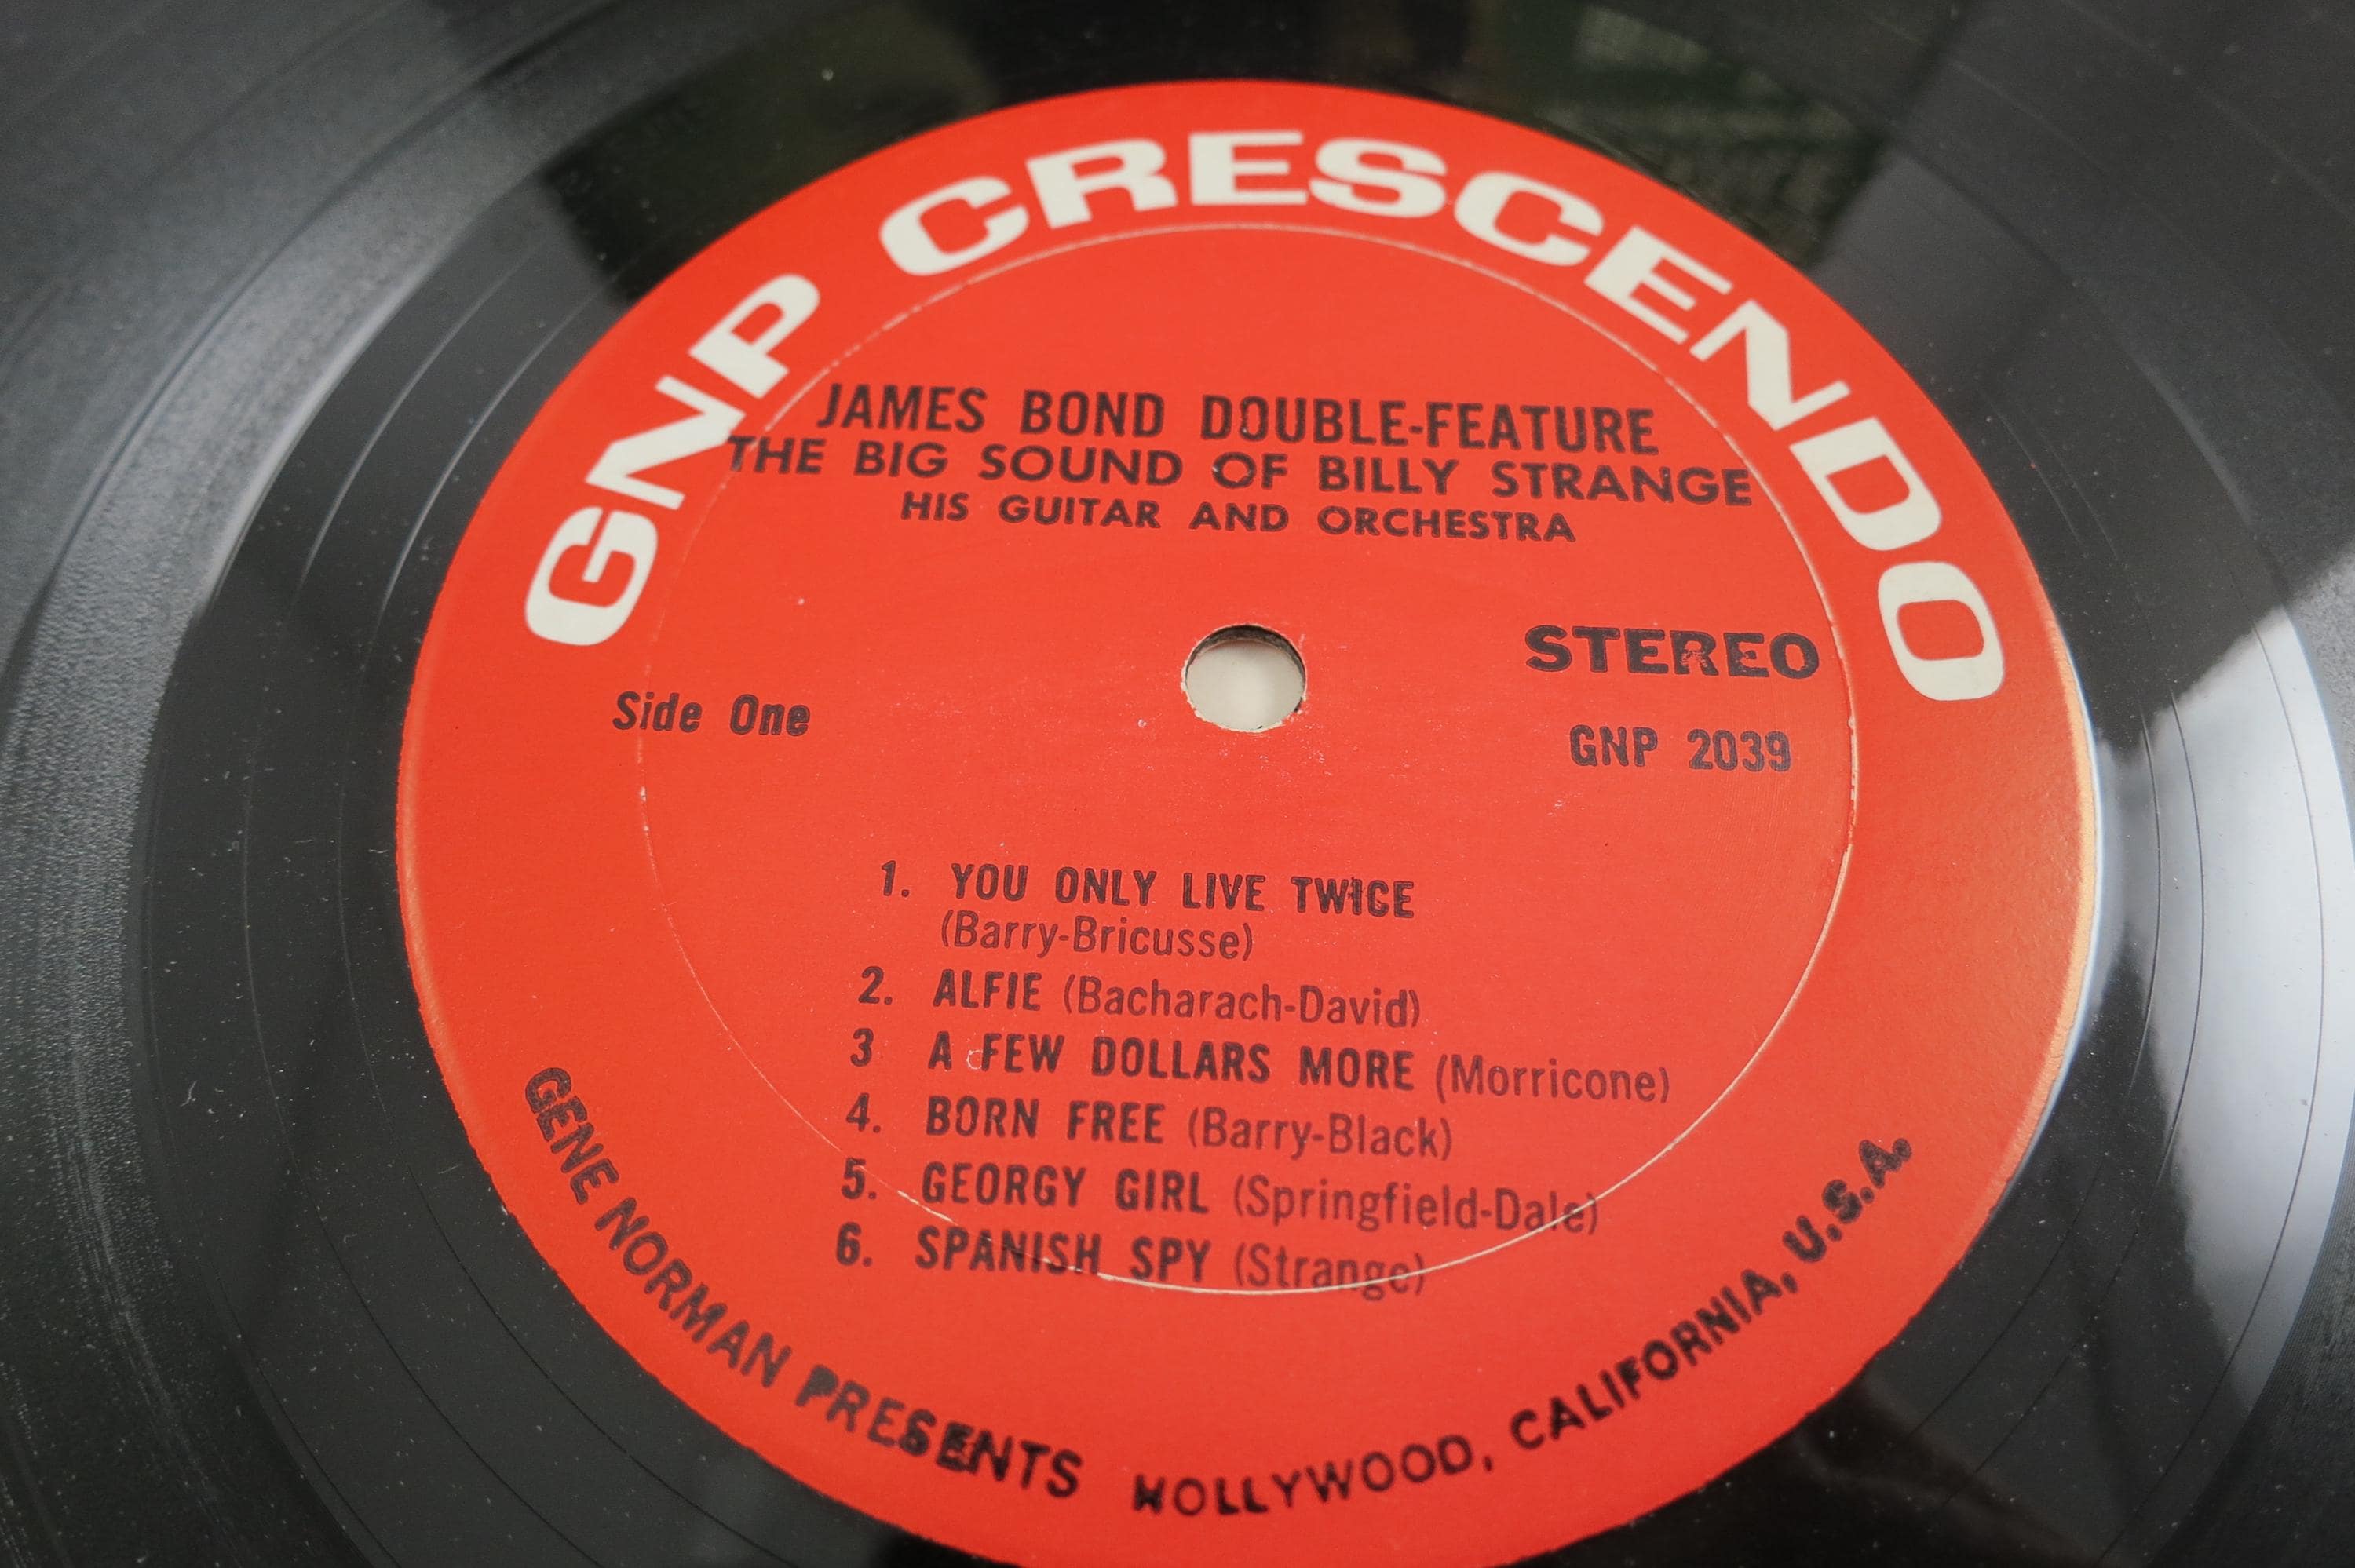 GNP CRESCENDO
JAMES BOND DOUBLE-FEATURE
THE BIG SOUND OF BILLY STRANGE
HIS GUITAR AND ORCHESTRA
STEREO
Side One
GNP 2039
1. YOU ONLY LIVE TWICE
(Barry-Bricusse)
2. ALFIE (Bacharach-David)
3 A FEW DOLLARS MORE (Morricone)
4. BORN FREE (Barry-Black)
5. GEORGY GIRL (Springfield-Dale)
6. SPANISH SPY (Strange)
GENE NORMAN PRESENTS HOLLYWOOD, CALIFORNIA, U.S.A.